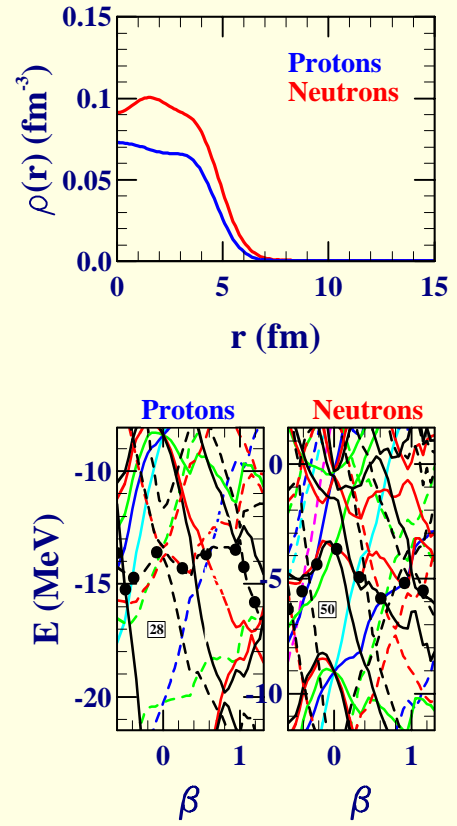 ρ(r) (fm⁻³)
0.15
0.1
0.05
0.0
Protons
Neutrons
0
5
10
15
r (fm)
Protons
Neutrons
E (MeV)
-10
-15
-20
28
0
1
β
0
-5
-10
50
0
1
β